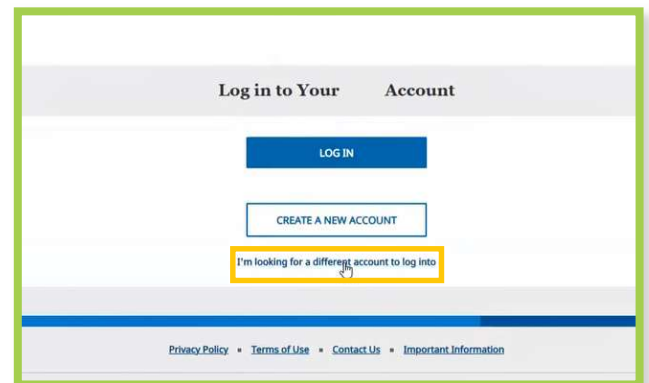 Log in to Your Account
LOG IN
CREATE A NEW ACCOUNT
I'm looking for a different account to log into
Privacy Policy ▪ Terms of Use ▪ Contact Us ▪ Important Information